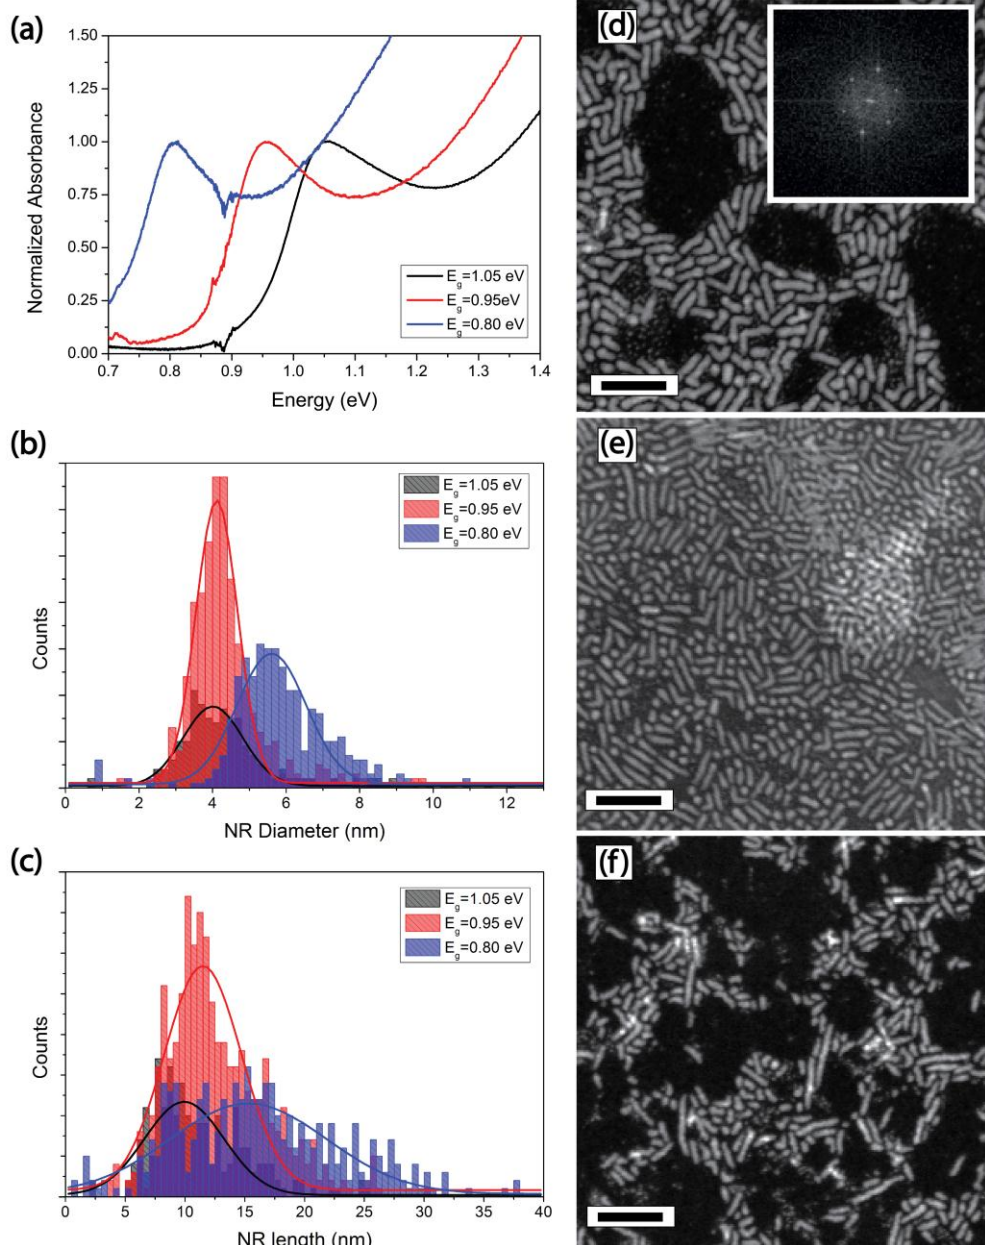 (a)
1.50
1.25
1.00
0.75
0.50
0.25
0.00
Normalized Absorbance
E_g=1.05 eV
E_g=0.95eV
E_g=0.80 eV
0.7 0.8 0.9 1.0 1.1 1.2 1.3 1.4
Energy (eV)
(b)
Counts
E_g=1.05 eV
E_g=0.95 eV
E_g=0.80 eV
0 2 4 6 8 10 12
NR Diameter (nm)
(c)
Counts
E_g=1.05 eV
E_g=0.95 eV
E_g=0.80 eV
0 5 10 15 20 25 30 35 40
NR length (nm)
(d)
(e)
(f)